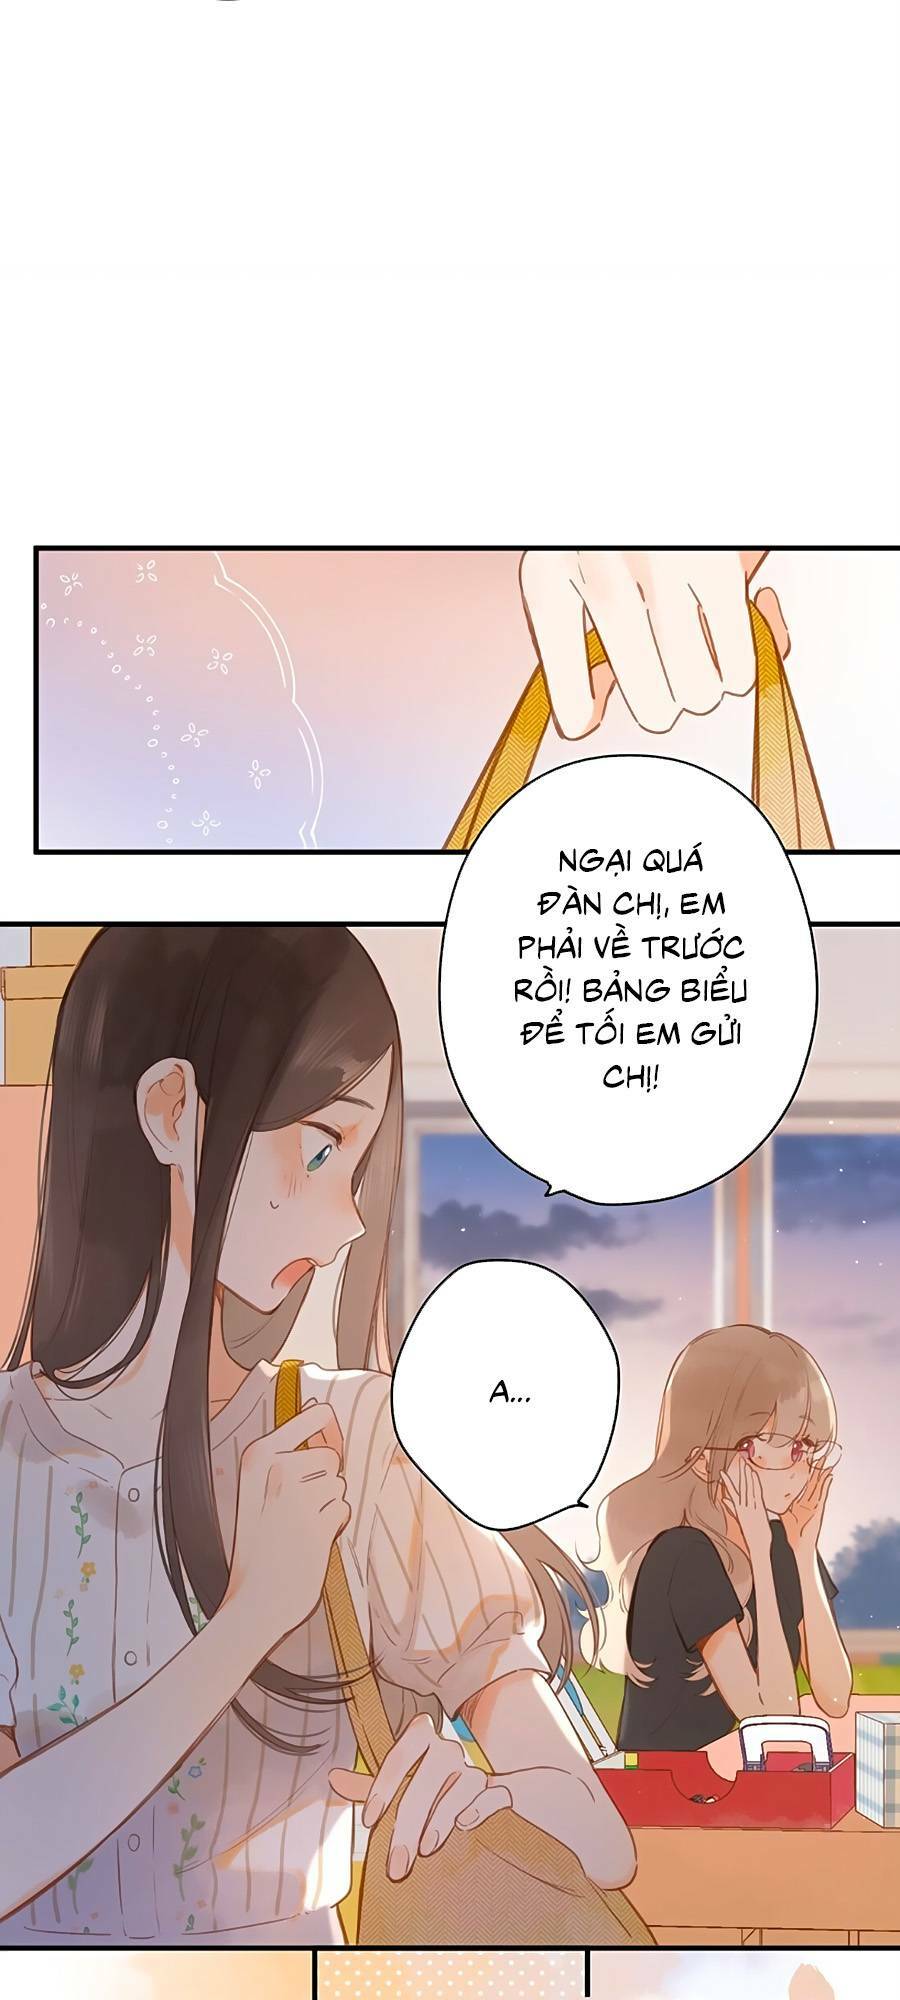 NGẠI QUÁ
ĐÀN CHỊ, EM
PHẢI VỀ TRƯỚC
RỒI! BẢNG BIỂU
ĐỂ TỐI EM GỬI
CHỊ!
A...